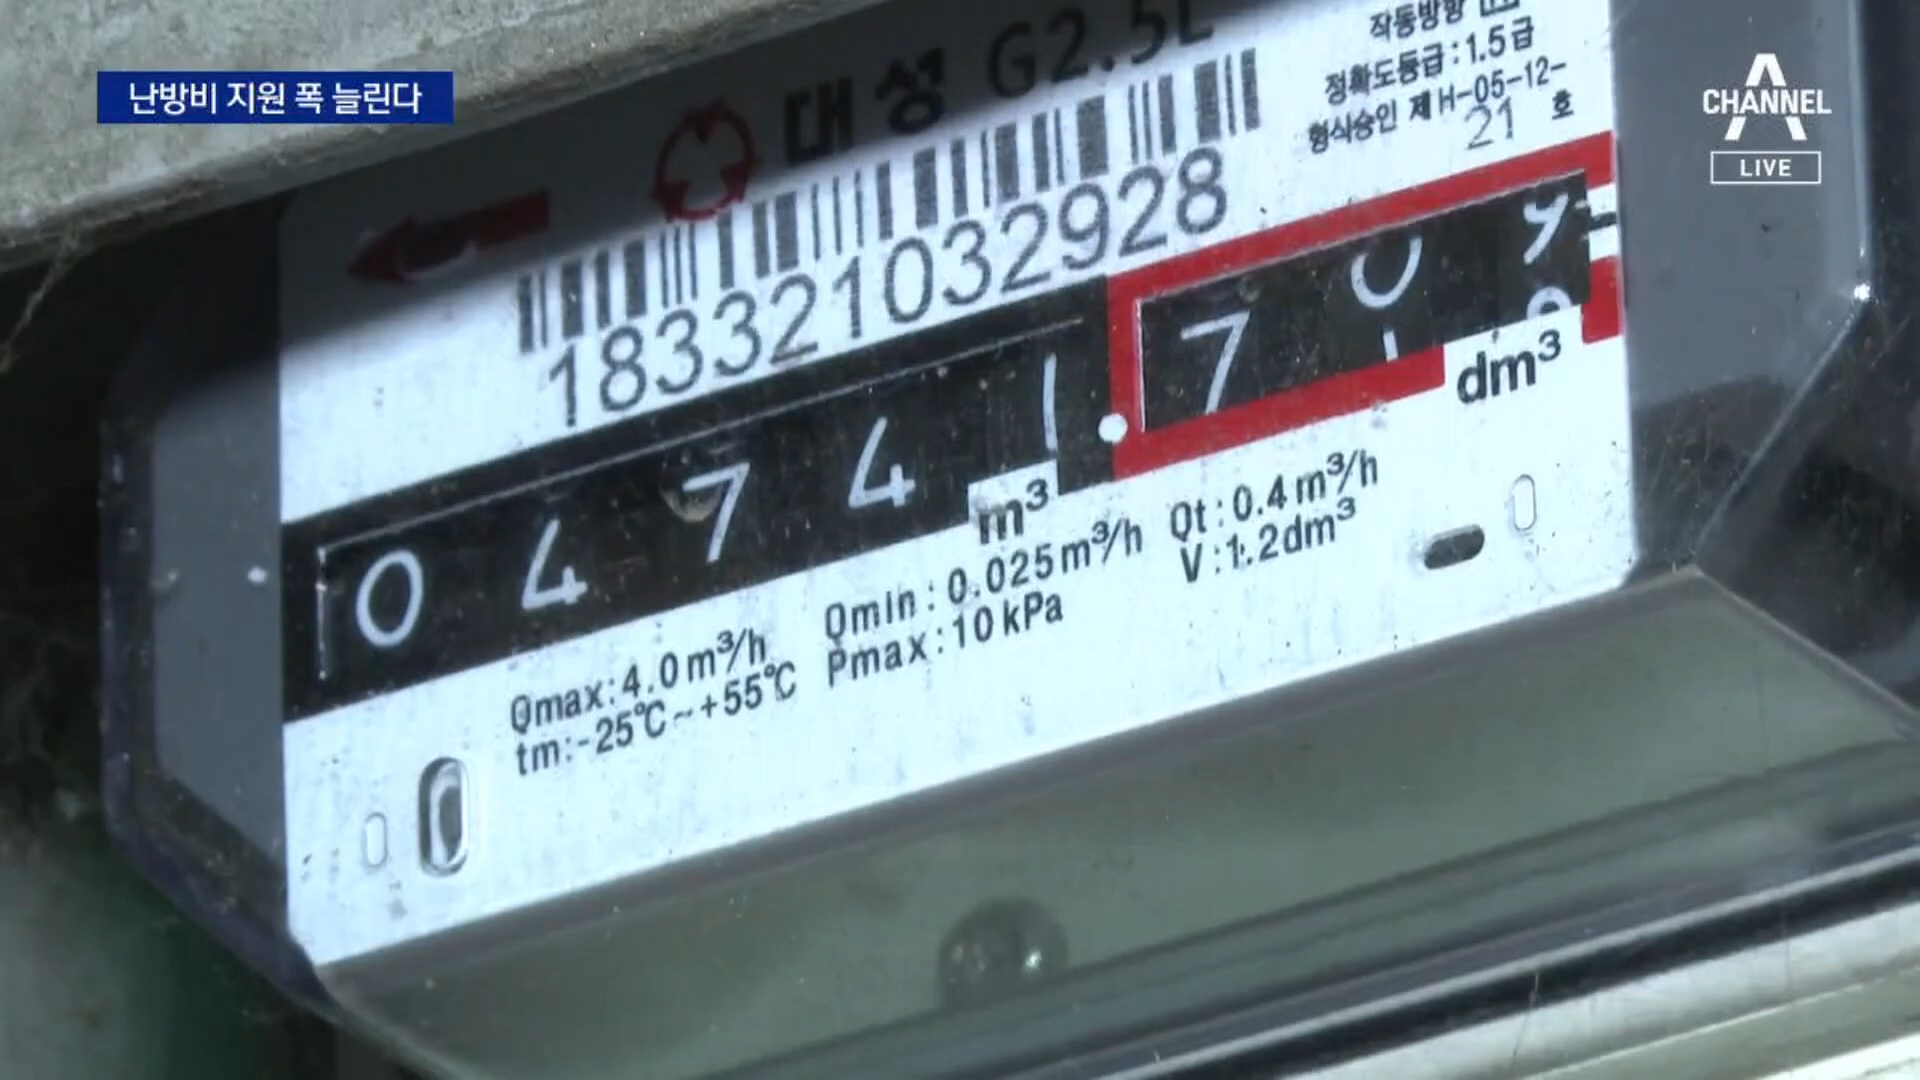 난방비 지원 폭 늘린다
CHANNEL A
LIVE
대성 G2.5L
작동방향
정확도등급:1.5급
형식승인 제H-05-12-
21 호
183321032928
04741.70
m³
dm³
Qmax:4.0m³/h Qmin:0.025m³/h Qt:0.4m³/h
tm:-25℃~+55℃ Pmax:10kPa V:1.2dm³